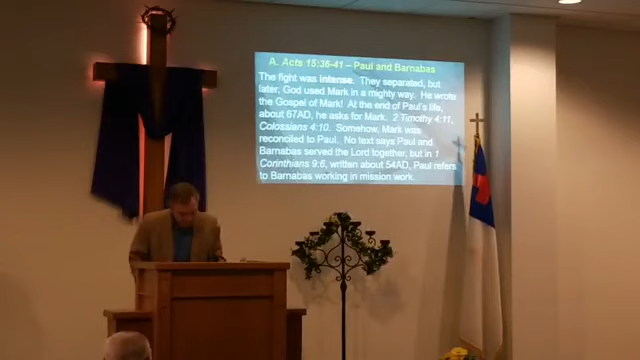 A. Acts 15:36-41 – Paul and Barnabas
The fight was intense. They separated, but
later, God used Mark in a mighty way. He wrote
the Gospel of Mark! At the end of Paul's life,
about 67AD, he asks for Mark. 2 Timothy 4:11,
Colossians 4:10. Somehow, Mark was
reconciled to Paul. No text says Paul and
Barnabas served the Lord together, but in 1
Corinthians 9:6, written about 54AD, Paul refers
to Barnabas working in mission work.